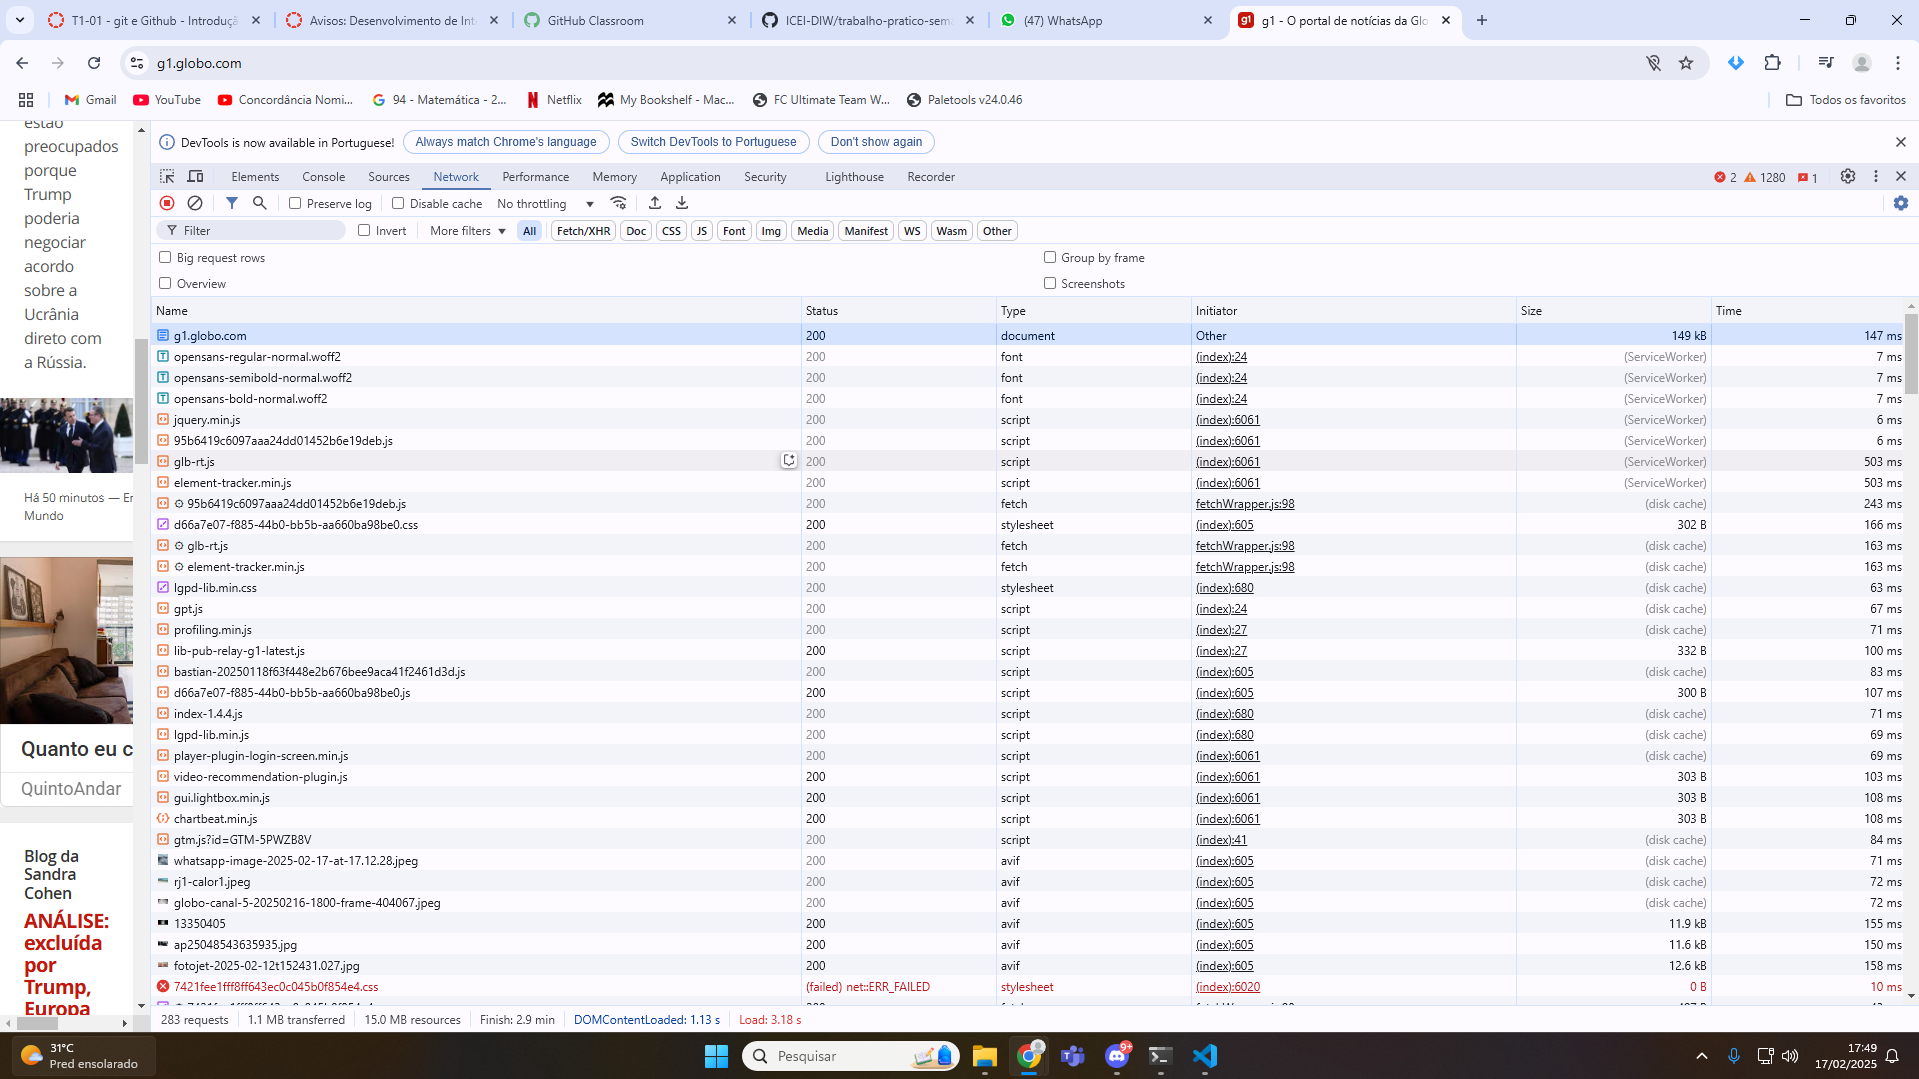 T1-01 - git e Github - Introduçã
Avisos: Desenvolvimento de Inte
GitHub Classroom
ICEI-DIW/trabalho-pratico-sema
(47) WhatsApp
g1 - O portal de notícias da Glo
g1.globo.com
Gmail
YouTube
Concordância Nomi...
94 - Matemática - 2...
Netflix
My Bookshelf - Mac...
FC Ultimate Team W...
Paletools v24.0.46
Todos os favoritos
estão
preocupados
porque
Trump
poderia
negociar
acordo
sobre a
Ucrânia
direto com
a Rússia.
Há 50 minutos — Er
Mundo
Quanto eu c
QuintoAndar
Blog da
Sandra
Cohen
ANÁLISE:
excluída
por
Trump,
Europa
DevTools is now available in Portuguese! Always match Chrome's language Switch DevTools to Portuguese Don't show again
Elements Console Sources Network Performance Memory Application Security Lighthouse Recorder 2 1280 1
Preserve log Disable cache No throttling
Filter Invert More filters All Fetch/XHR Doc CSS JS Font Img Media Manifest WS Wasm Other
Big request rows Group by frame
Overview Screenshots
Name Status Type Initiator Size Time
g1.globo.com 200 document Other 149 kB 147 ms
opensans-regular-normal.woff2 200 font (index):24 (ServiceWorker) 7 ms
opensans-semibold-normal.woff2 200 font (index):24 (ServiceWorker) 7 ms
opensans-bold-normal.woff2 200 font (index):24 (ServiceWorker) 7 ms
jquery.min.js 200 script (index):6061 (ServiceWorker) 6 ms
95b6419c6097aaa24dd01452b6e19deb.js 200 script (index):6061 (ServiceWorker) 6 ms
glb-rt.js 200 script (index):6061 (ServiceWorker) 503 ms
element-tracker.min.js 200 script (index):6061 (ServiceWorker) 503 ms
95b6419c6097aaa24dd01452b6e19deb.js 200 fetch fetchWrapper.js:98 (disk cache) 243 ms
d66a7e07-f885-44b0-bb5b-aa660ba98be0.css 200 stylesheet (index):605 302 B 166 ms
glb-rt.js 200 fetch fetchWrapper.js:98 (disk cache) 163 ms
element-tracker.min.js 200 fetch fetchWrapper.js:98 (disk cache) 163 ms
lgpd-lib.min.css 200 stylesheet (index):680 (disk cache) 63 ms
gpt.js 200 script (index):24 (disk cache) 67 ms
profiling.min.js 200 script (index):27 (disk cache) 71 ms
lib-pub-relay-g1-latest.js 200 script (index):27 332 B 100 ms
bastian-20250118f63f448e2b676bee9aca41f2461d3d.js 200 script (index):605 (disk cache) 83 ms
d66a7e07-f885-44b0-bb5b-aa660ba98be0.js 200 script (index):605 300 B 107 ms
index-1.4.4.js 200 script (index):680 (disk cache) 71 ms
lgpd-lib.min.js 200 script (index):680 (disk cache) 69 ms
player-plugin-login-screen.min.js 200 script (index):6061 (disk cache) 69 ms
video-recommendation-plugin.js 200 script (index):6061 303 B 103 ms
gui.lightbox.min.js 200 script (index):6061 303 B 108 ms
chartbeat.min.js 200 script (index):6061 303 B 108 ms
gtm.js?id=GTM-5PWZB8V 200 script (index):41 (disk cache) 84 ms
whatsapp-image-2025-02-17-at-17.12.28.jpeg 200 avif (index):605 (disk cache) 71 ms
rj1-calor1.jpeg 200 avif (index):605 (disk cache) 72 ms
globo-canal-5-20250216-1800-frame-404067.jpeg 200 avif (index):605 (disk cache) 72 ms
13350405 200 avif (index):605 11.9 kB 155 ms
ap25048543635935.jpg 200 avif (index):605 11.6 kB 150 ms
fotojet-2025-02-12t152431.027.jpg 200 avif (index):605 12.6 kB 158 ms
7421fee1fff8ff643ec0c045b0f854e4.css (failed) net::ERR_FAILED stylesheet (index):6020 0 B 10 ms
283 requests 1.1 MB transferred 15.0 MB resources Finish: 2.9 min DOMContentLoaded: 1.13 s Load: 3.18 s
31°C
Pred ensolarado
Pesquisar
9+
17:49
17/02/2025